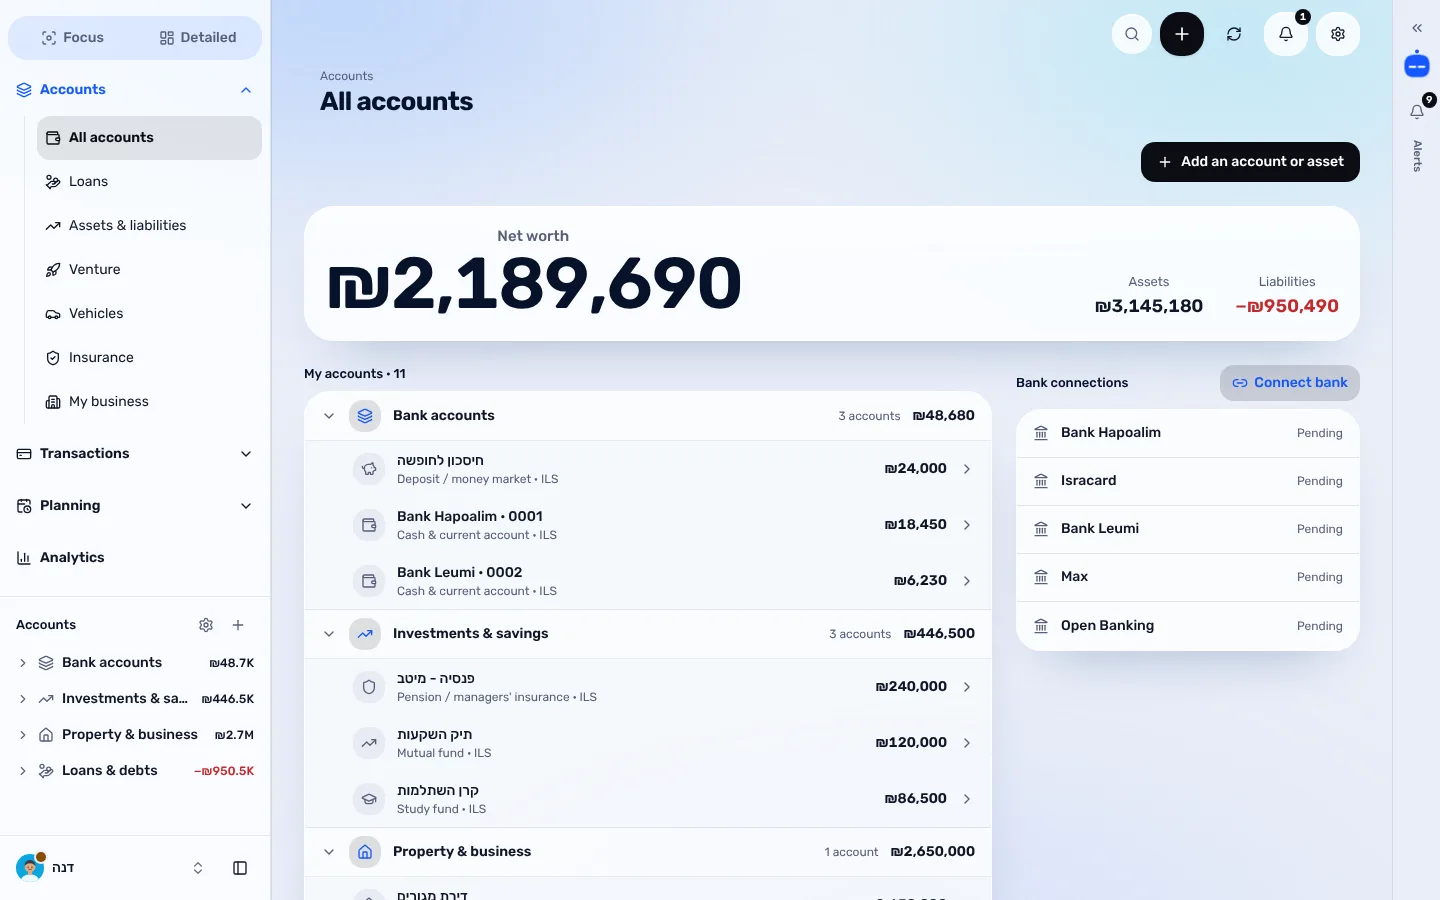 Focus
Detailed
Accounts
All accounts
Loans
Assets & liabilities
Venture
Vehicles
Insurance
My business
Transactions
Planning
Analytics
Accounts
Bank accounts ₪48.7K
Investments & sa... ₪446.5K
Property & business ₪2.7M
Loans & debts −₪950.5K
דנה
1
Accounts
All accounts
Add an account or asset
Net worth
₪2,189,690
Assets
₪3,145,180
Liabilities
−₪950,490
My accounts • 11
Bank accounts 3 accounts ₪48,680
חיסכון לחופשה
Deposit / money market • ILS
₪24,000
Bank Hapoalim • 0001
Cash & current account • ILS
₪18,450
Bank Leumi • 0002
Cash & current account • ILS
₪6,230
Investments & savings 3 accounts ₪446,500
פנסיה - מיטב
Pension / managers' insurance • ILS
₪240,000
תיק השקעות
Mutual fund • ILS
₪120,000
קרן השתלמות
Study fund • ILS
₪86,500
Property & business 1 account ₪2,650,000
דירת מגורים
Bank connections
Connect bank
Bank Hapoalim Pending
Isracard Pending
Bank Leumi Pending
Max Pending
Open Banking Pending
9
Alerts